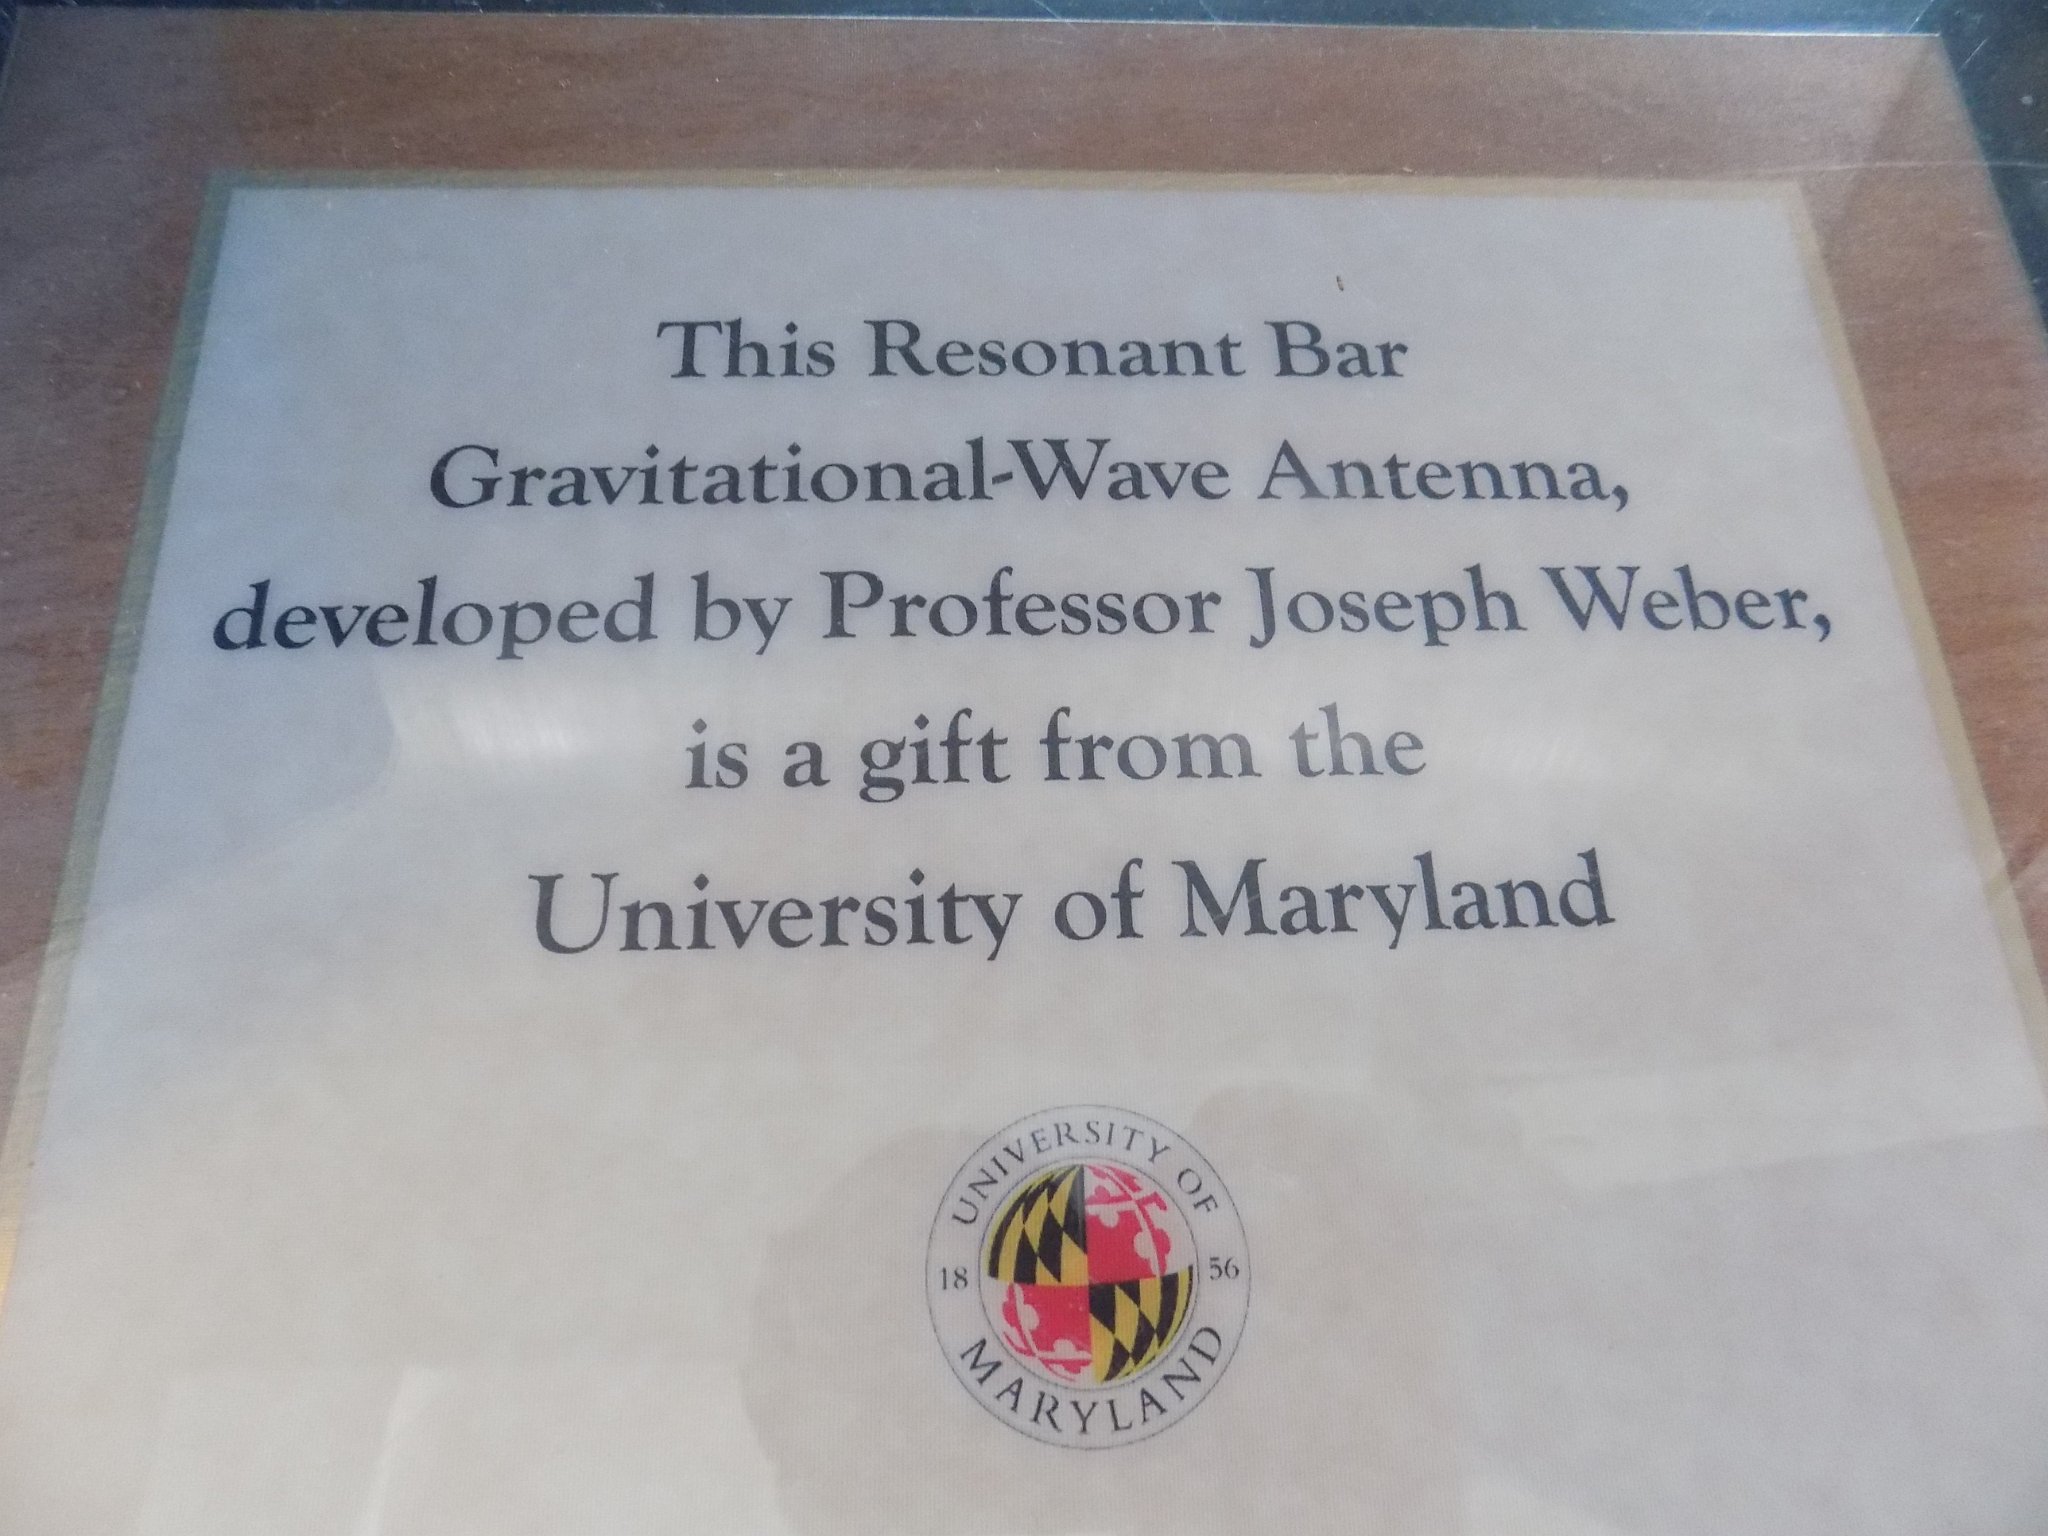 This Resonant Bar
Gravitational-Wave Antenna,
developed by Professor Joseph Weber,
is a gift from the
University of Maryland
UNIVERSITY OF
18 56
MARYLAND